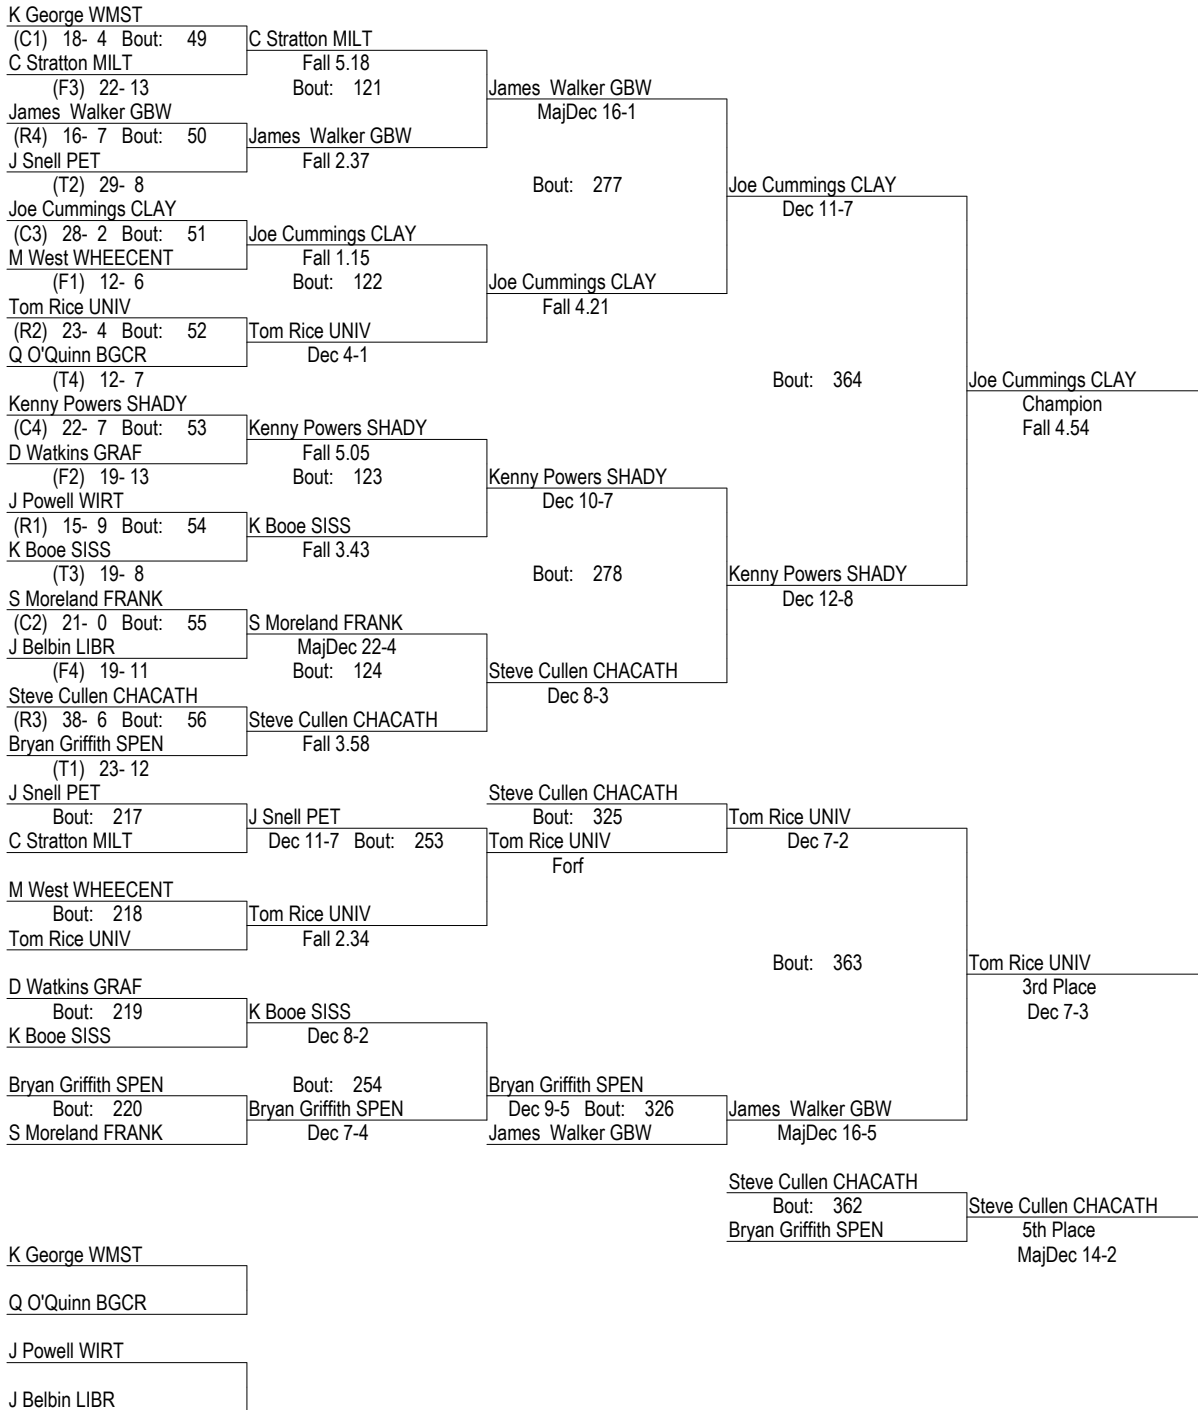 K George WMST
(C1) 18- 4 Bout: 49 C Stratton MILT
C Stratton MILT Fall 5.18
(F3) 22- 13 Bout: 121 James Walker GBW
James Walker GBW MajDec 16-1
(R4) 16- 7 Bout: 50 James Walker GBW
J Snell PET Fall 2.37
(T2) 29- 8 Bout: 277 Joe Cummings CLAY
Joe Cummings CLAY Dec 11-7
(C3) 28- 2 Bout: 51 Joe Cummings CLAY
M West WHEECENT Fall 1.15
(F1) 12- 6 Bout: 122 Joe Cummings CLAY
Tom Rice UNIV Fall 4.21
(R2) 23- 4 Bout: 52 Tom Rice UNIV
Q O'Quinn BGCR Dec 4-1
(T4) 12- 7 Bout: 364 Joe Cummings CLAY
Kenny Powers SHADY Champion
(C4) 22- 7 Bout: 53 Kenny Powers SHADY Fall 4.54
D Watkins GRAF Fall 5.05
(F2) 19- 13 Bout: 123 Kenny Powers SHADY
J Powell WIRT Dec 10-7
(R1) 15- 9 Bout: 54 K Booe SISS
K Booe SISS Fall 3.43
(T3) 19- 8 Bout: 278 Kenny Powers SHADY
S Moreland FRANK Dec 12-8
(C2) 21- 0 Bout: 55 S Moreland FRANK
J Belbin LIBR MajDec 22-4
(F4) 19- 11 Bout: 124 Steve Cullen CHACATH
Steve Cullen CHACATH Dec 8-3
(R3) 38- 6 Bout: 56 Steve Cullen CHACATH
Bryan Griffith SPEN Fall 3.58
(T1) 23- 12
J Snell PET Steve Cullen CHACATH
Bout: 217 J Snell PET Bout: 325 Tom Rice UNIV
C Stratton MILT Dec 11-7 Bout: 253 Tom Rice UNIV Dec 7-2
Forf
M West WHEECENT
Bout: 218 Tom Rice UNIV
Tom Rice UNIV Fall 2.34
Bout: 363 Tom Rice UNIV
D Watkins GRAF 3rd Place
Bout: 219 K Booe SISS Dec 7-3
K Booe SISS Dec 8-2
Bryan Griffith SPEN Bout: 254 Bryan Griffith SPEN
Bout: 220 Bryan Griffith SPEN Dec 9-5 Bout: 326 James Walker GBW
S Moreland FRANK Dec 7-4 James Walker GBW MajDec 16-5
Steve Cullen CHACATH
Bout: 362 Steve Cullen CHACATH
Bryan Griffith SPEN 5th Place
K George WMST MajDec 14-2
Q O'Quinn BGCR
J Powell WIRT
J Belbin LIBR